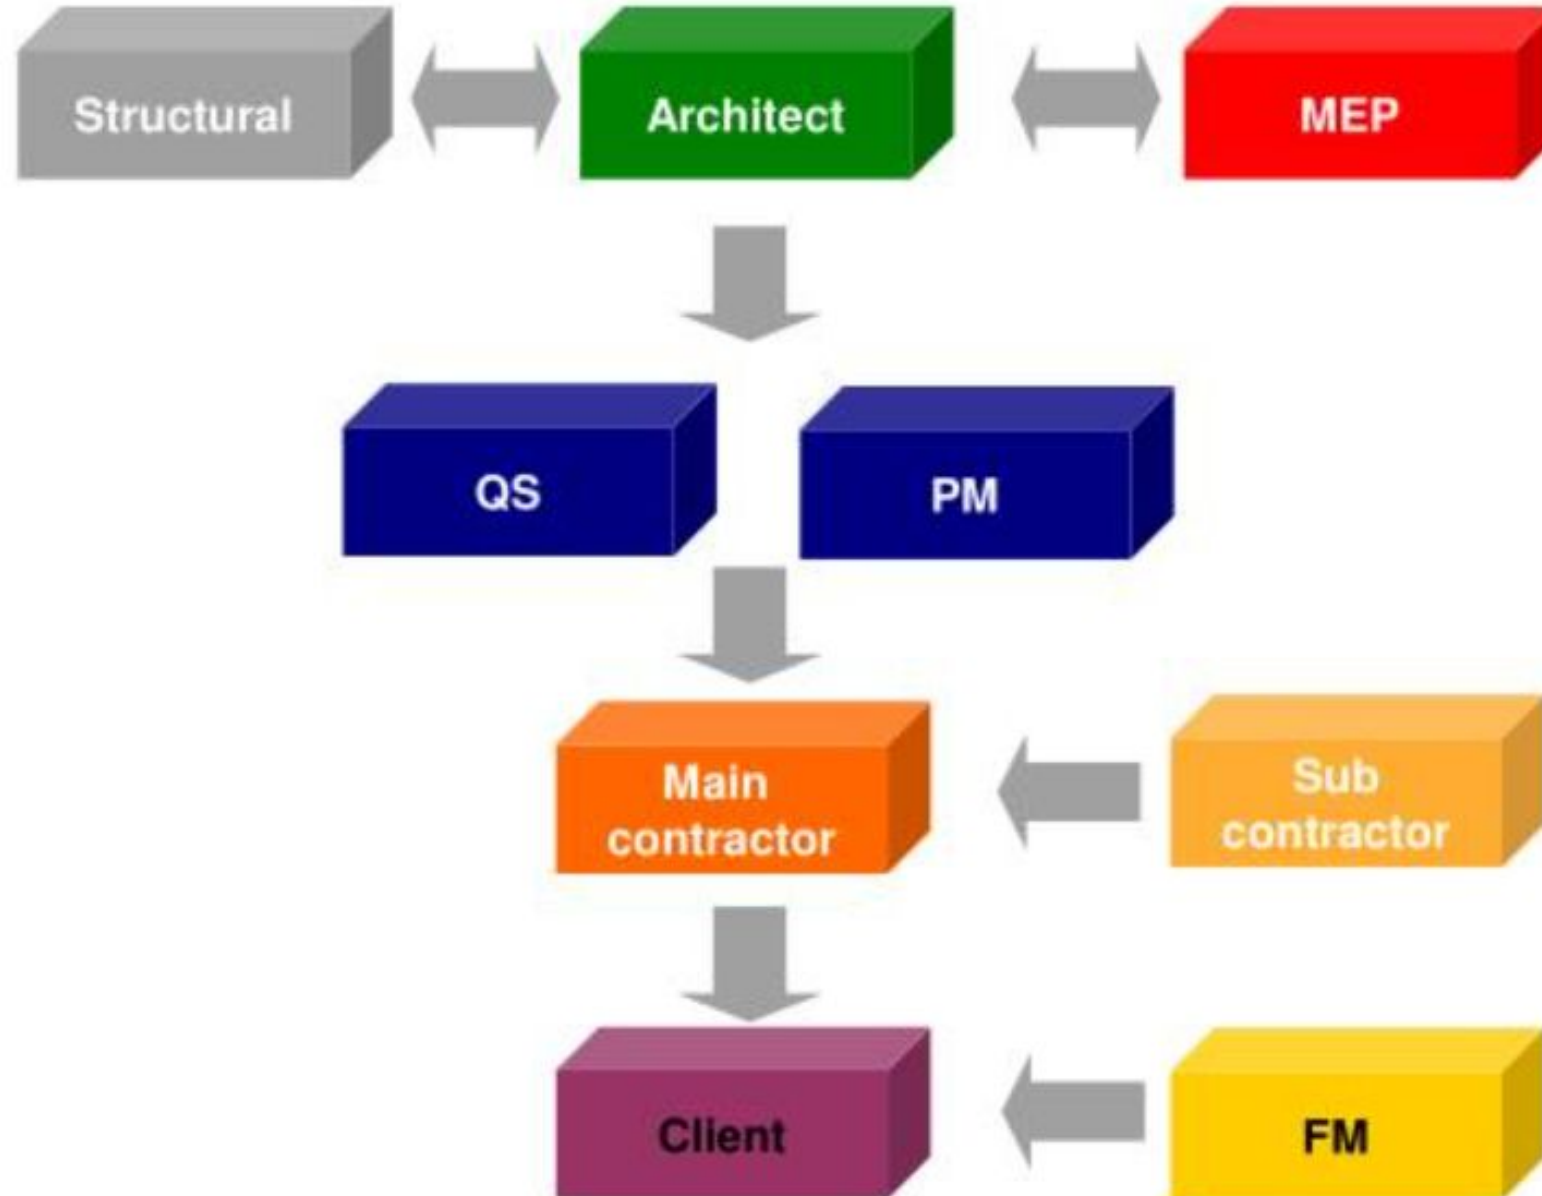 Structural
Architect
MEP
QS
PM
Main
contractor
Sub
contractor
Client
FM